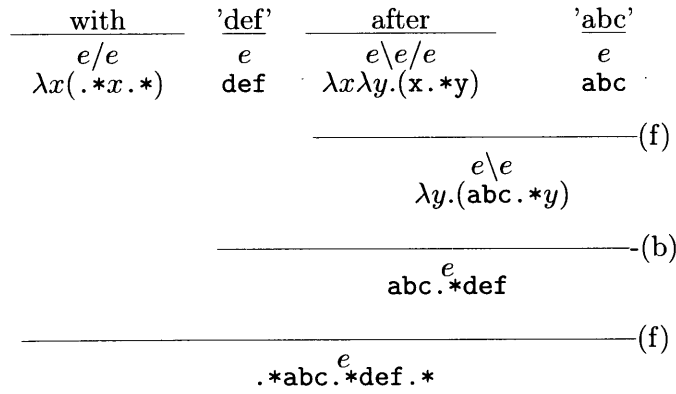 with 'def' after 'abc'
e/e e e\e/e e
λx(.*x.*) def λxλy.(x.*y) abc
(f)
e\e
λy.(abc.*y)
(b)
e
abc.*def
(f)
e
.*abc.*def.*